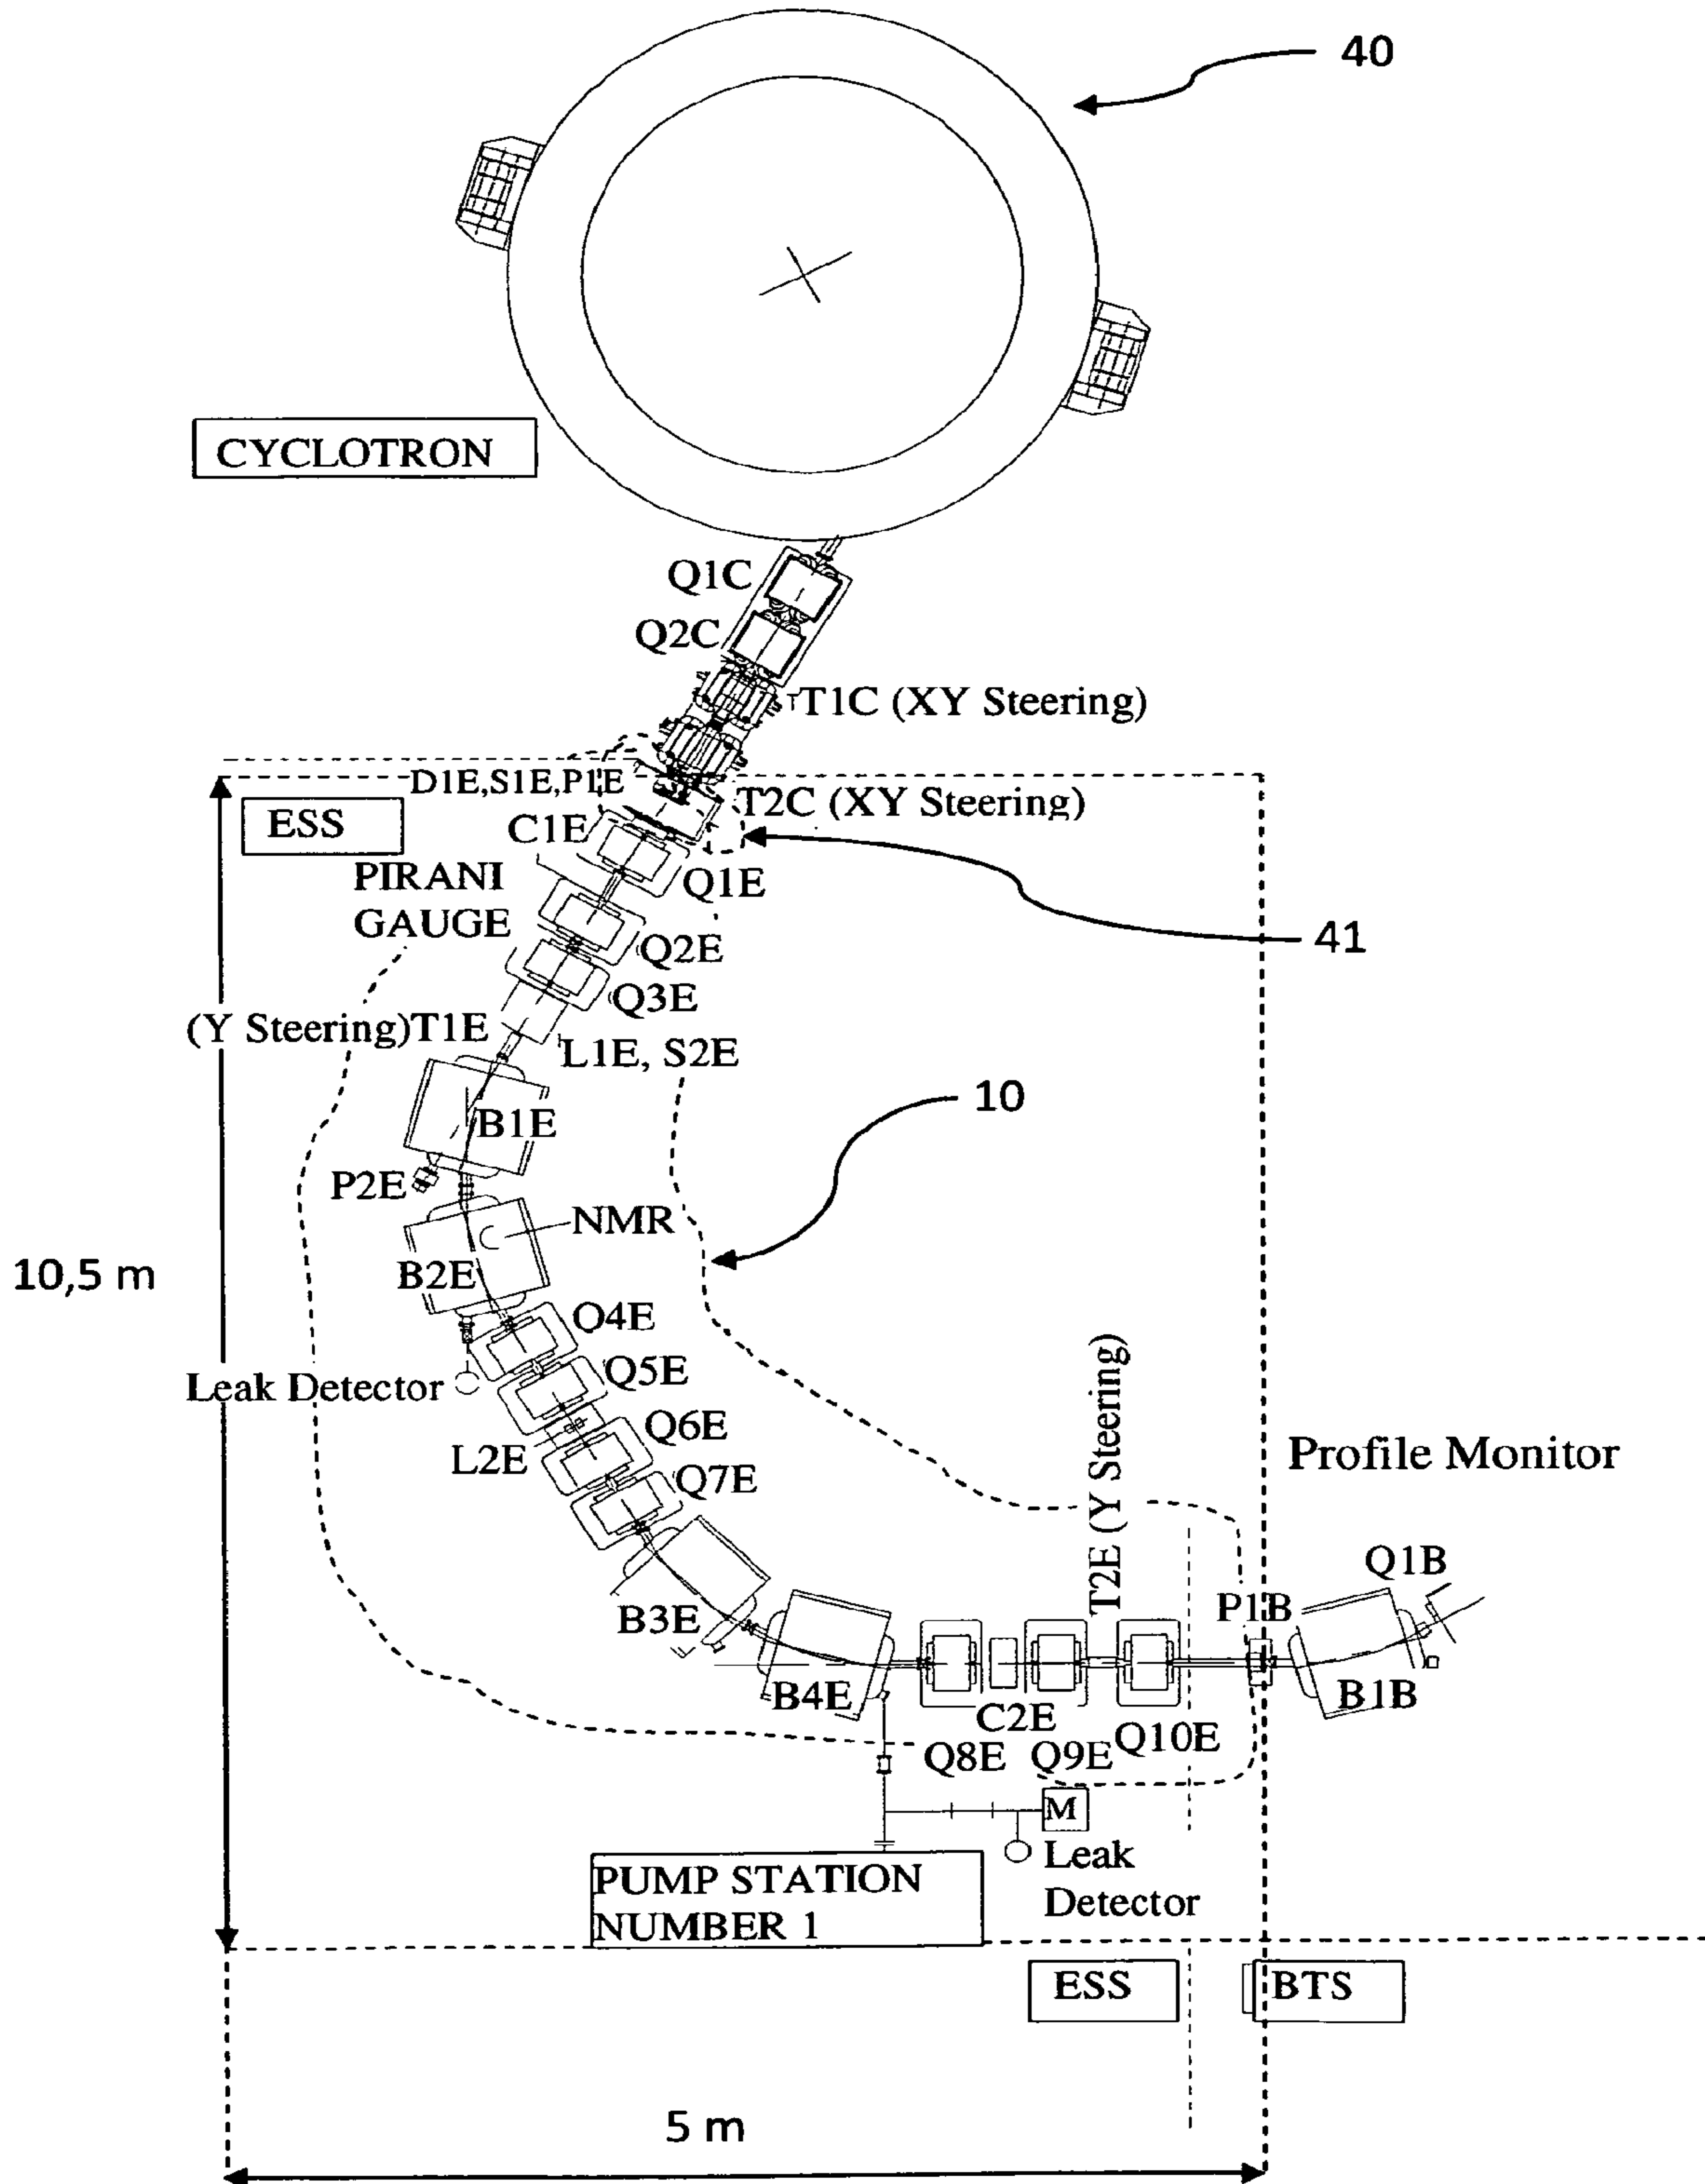 40
CYCLOTRON
Q1C
Q2C
T1C (XY Steering)
D1E,S1E,P1E
T2C (XY Steering)
ESS
C1E
PIRANI
GAUGE
Q1E
Q2E
41
Q3E
(Y Steering)T1E
L1E, S2E
10
B1E
P2E
NMR
10,5 m
B2E
Q4E
Q5E
Leak Detector
Q6E
L2E
Q7E
T2E (Y Steering)
Profile Monitor
Q1B
B3E
P1B
B4E
B1B
C2E
Q10E
Q8E
Q9E
M
Leak
Detector
PUMP STATION
NUMBER 1
ESS
BTS
5 m